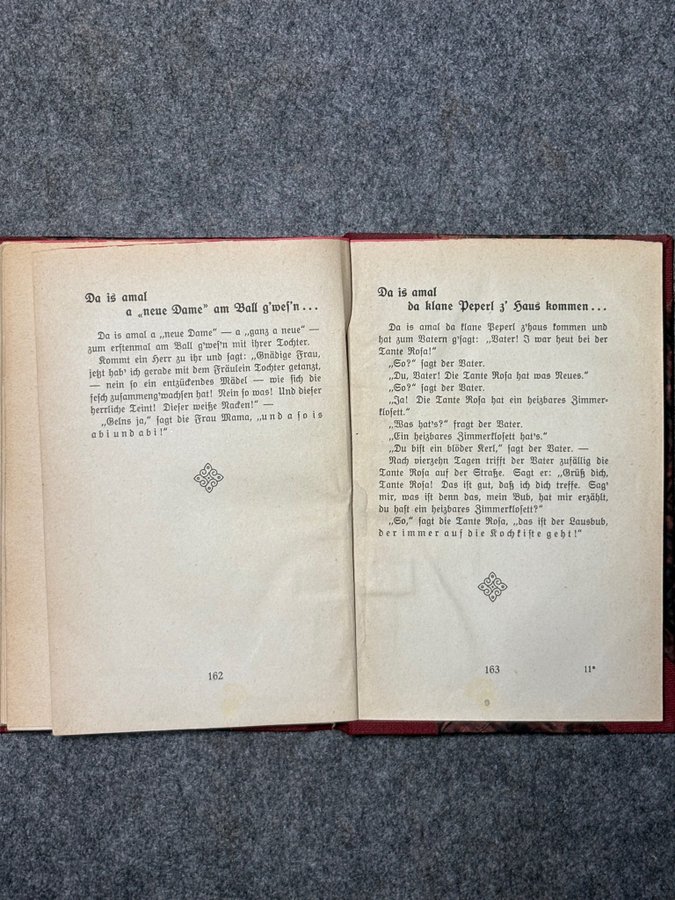 Da is amal
a „neue Dame” am Ball g'wes'n...
Da is amal a „neue Dame” — a „ganz a neue” —
zum erstenmal am Ball g'wes'n mit ihrer Tochter.
Kommt ein Herr zu ihr und sagt: „Gnädige Frau,
jetzt hab' ich gerade mit dem Fräulein Tochter getanzt,
— nein so ein entzückendes Mädel — wie sich die
fesch zusammeng'wachsen hat! Nein so was! Und dieser
herrliche Teint! Dieser weiße Nacken!” —
„Gelns ja,” sagt die Frau Mama, „und a so is
abi und abi!”
162
Da is amal
da klane Peperl z' Haus kommen...
Da is amal da klane Peperl z'haus kommen und
hat zum Vatern g'sagt: „Vater! I war heut bei der
Tante Rosa!”
„So?” sagt der Vater.
„Du, Vater! Die Tante Rosa hat was Neues.”
„So?” sagt der Vater.
„Ja! Die Tante Rosa hat ein heizbares Zimmer-
klosett.”
„Was hat's?” fragt der Vater.
„Ein heizbares Zimmerklosett hat's.”
„Du bist ein blöder Kerl,” sagt der Vater. —
Nach vierzehn Tagen trifft der Vater zufällig die
Tante Rosa auf der Straße. Sagt er: „Grüß dich,
Tante Rosa! Das ist gut, daß ich dich treffe. Sag'
mir, was ist denn das, mein Bub, hat mir erzählt,
du hast ein heizbares Zimmerklosett?”
„So,” sagt die Tante Rosa, „das ist der Lausbub,
der immer auf die Kochkiste geht!”
163 11*